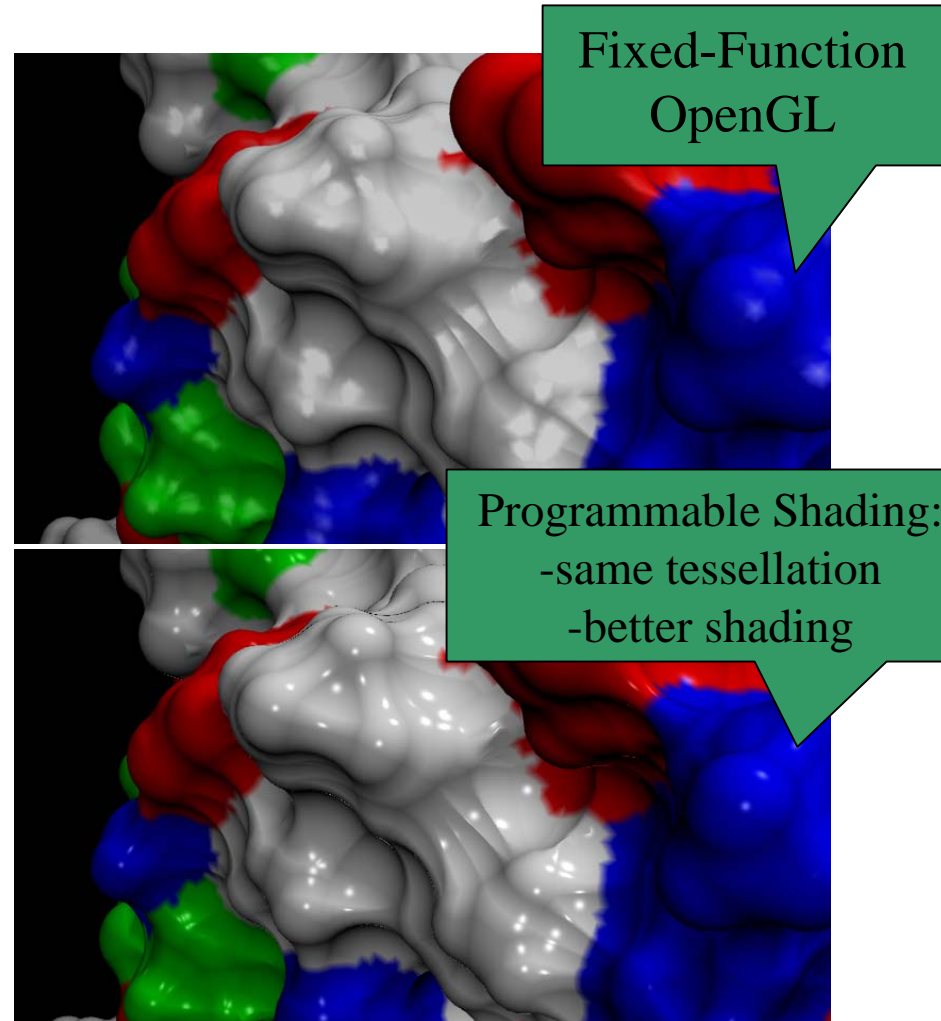 Fixed-Function
OpenGL
Programmable Shading:
-same tessellation
-better shading